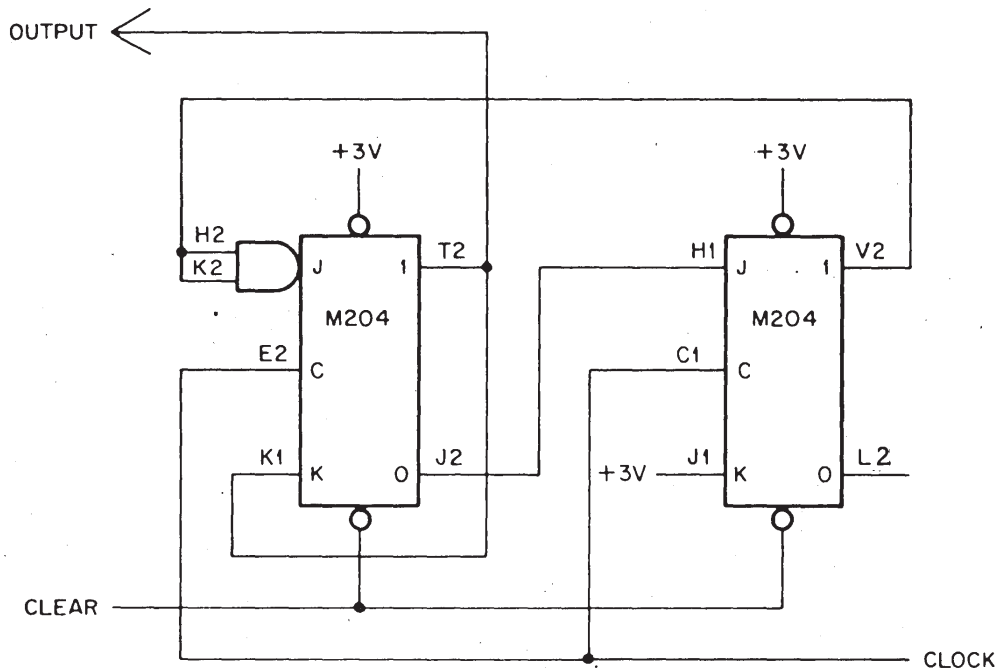 OUTPUT
+3V
+3V
H2
K2
J
1
T2
H1
J
1
V2
M204
M204
E2
C
C1
C
K1
K
0
J2
+3V
J1
K
0
L2
CLEAR
CLOCK